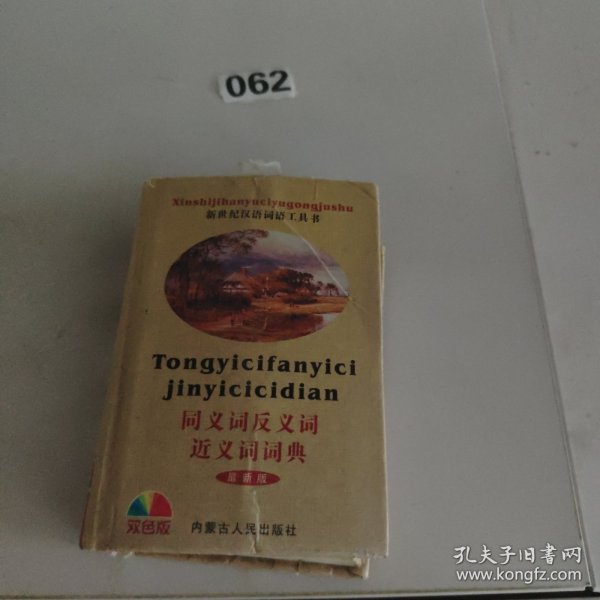 062
Xinshijihanyuciyugongjushu
新世纪汉语词语工具书
Tongyicifanyici
jinyicicidian
同义词反义词
近义词词典
最新版
双色版
内蒙古人民出版社
孔夫子旧书网
www.kongfz.com